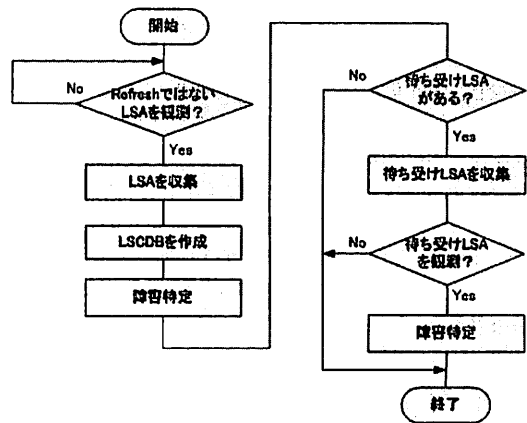 開始
No
Refreshではない
LSAを観測？
Yes
LSAを収集
LSCDBを作成
障害特定
No
待ち受けLSA
がある？
Yes
待ち受けLSAを収集
No
待ち受けLSA
を観測？
Yes
障害特定
終了